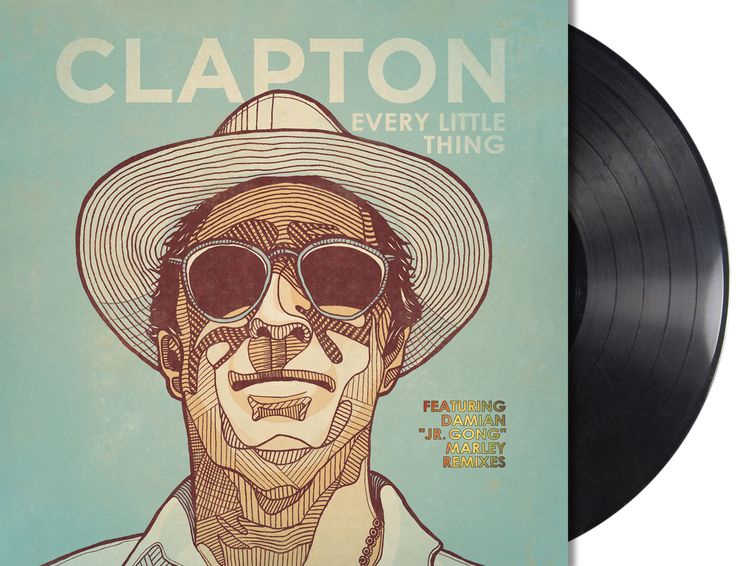 CLAPTON
EVERY LITTLE
THING
FEATURING
DAMIAN
"JR. GONG"
MARLEY
REMIXES